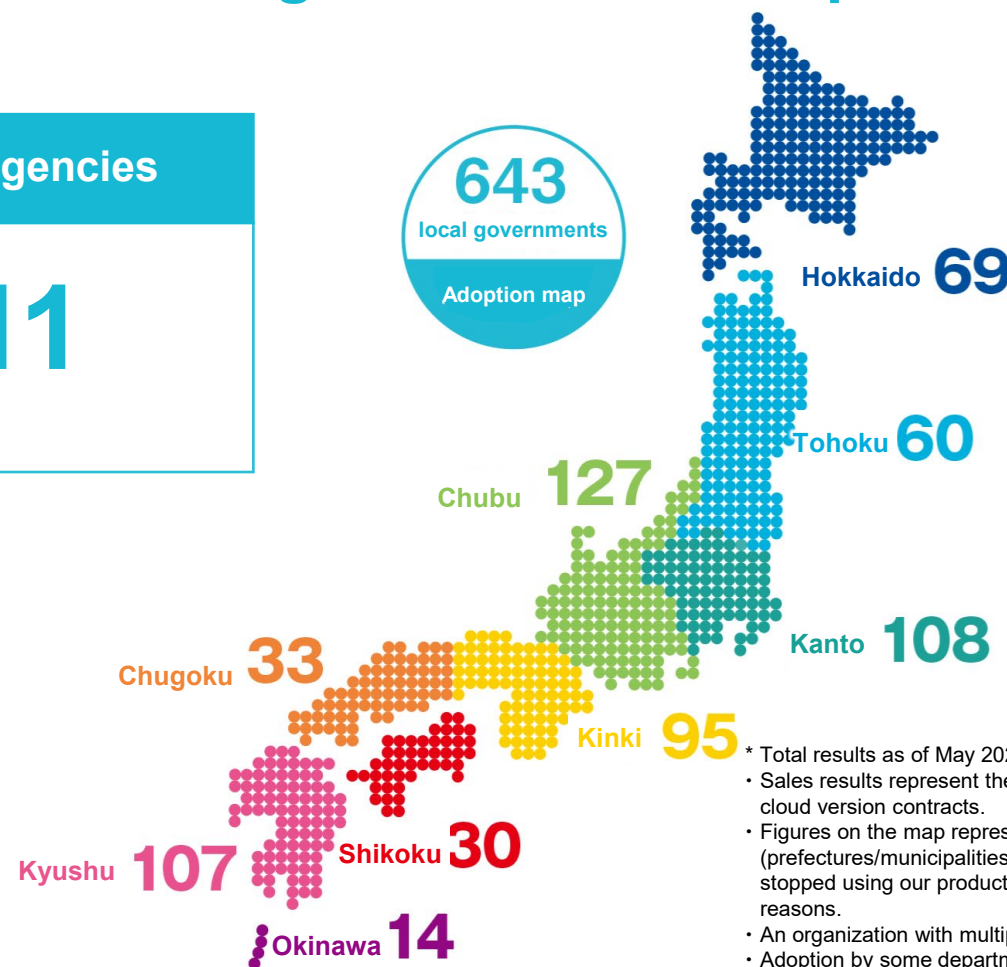 gencies
11
643
local governments
Adoption map
Hokkaido 69
Tohoku 60
Chubu 127
Kanto 108
Chugoku 33
Kinki 95
Shikoku 30
Kyushu 107
Okinawa 14
* Total results as of May 202
・Sales results represent the
cloud version contracts.
・Figures on the map repres
(prefectures/municipalities
stopped using our product
reasons.
・An organization with multip
・Adoption by some departm